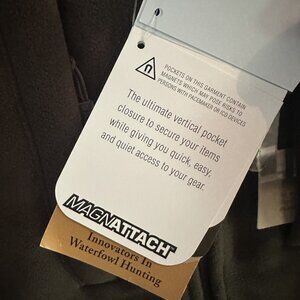 n
POCKETS ON THIS GARMENT CONTAIN
MAGNETS WHICH MAY POSE RISKS TO
PERSONS WITH PACEMAKER OR ICD DEVICES
The ultimate vertical pocket
closure to secure your items
while giving you quick, easy,
and quiet access to your gear.
MAGNATTACH
Innovators In
Waterfowl Hunting